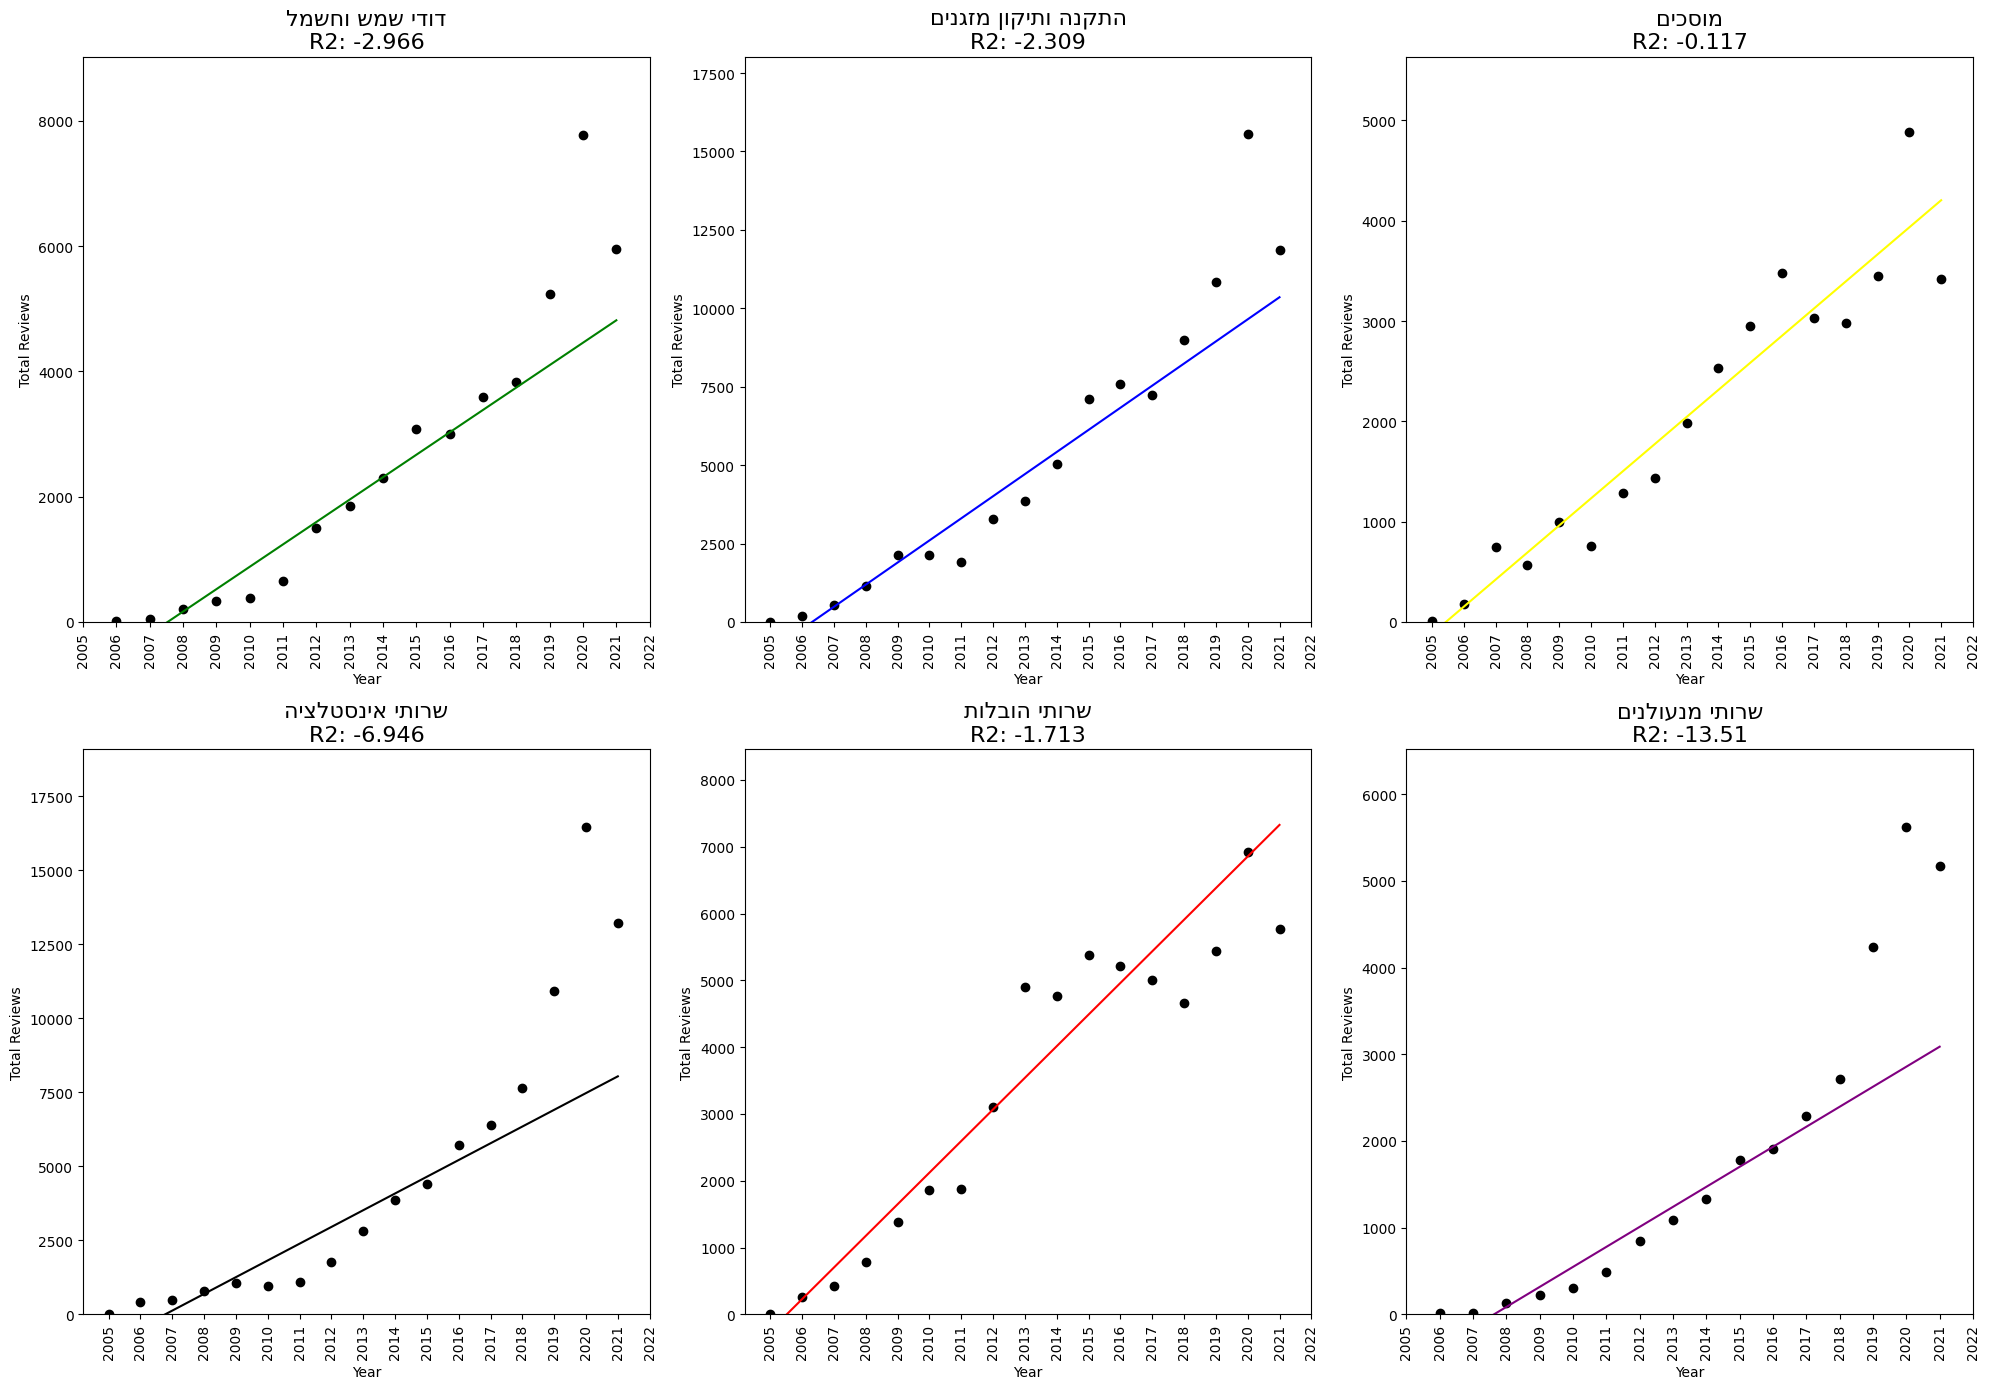 דודי שמש וחשמל
R2: -2.966
Total Reviews
8000
6000
4000
2000
0
2005 2006 2007 2008 2009 2010 2011 2012 2013 2014 2015 2016 2017 2018 2019 2020 2021 2022
Year
התקנה ותיקון מזגנים
R2: -2.309
Total Reviews
17500
15000
12500
10000
7500
5000
2500
0
2005 2006 2007 2008 2009 2010 2011 2012 2013 2014 2015 2016 2017 2018 2019 2020 2021 2022
Year
מוסכים
R2: -0.117
Total Reviews
5000
4000
3000
2000
1000
0
2005 2006 2007 2008 2009 2010 2011 2012 2013 2014 2015 2016 2017 2018 2019 2020 2021 2022
Year
שרותי אינסטלציה
R2: -6.946
Total Reviews
17500
15000
12500
10000
7500
5000
2500
0
2005 2006 2007 2008 2009 2010 2011 2012 2013 2014 2015 2016 2017 2018 2019 2020 2021 2022
Year
שרותי הובלות
R2: -1.713
Total Reviews
8000
7000
6000
5000
4000
3000
2000
1000
0
2005 2006 2007 2008 2009 2010 2011 2012 2013 2014 2015 2016 2017 2018 2019 2020 2021 2022
Year
שרותי מנעולנים
R2: -13.51
Total Reviews
6000
5000
4000
3000
2000
1000
0
2005 2006 2007 2008 2009 2010 2011 2012 2013 2014 2015 2016 2017 2018 2019 2020 2021 2022
Year